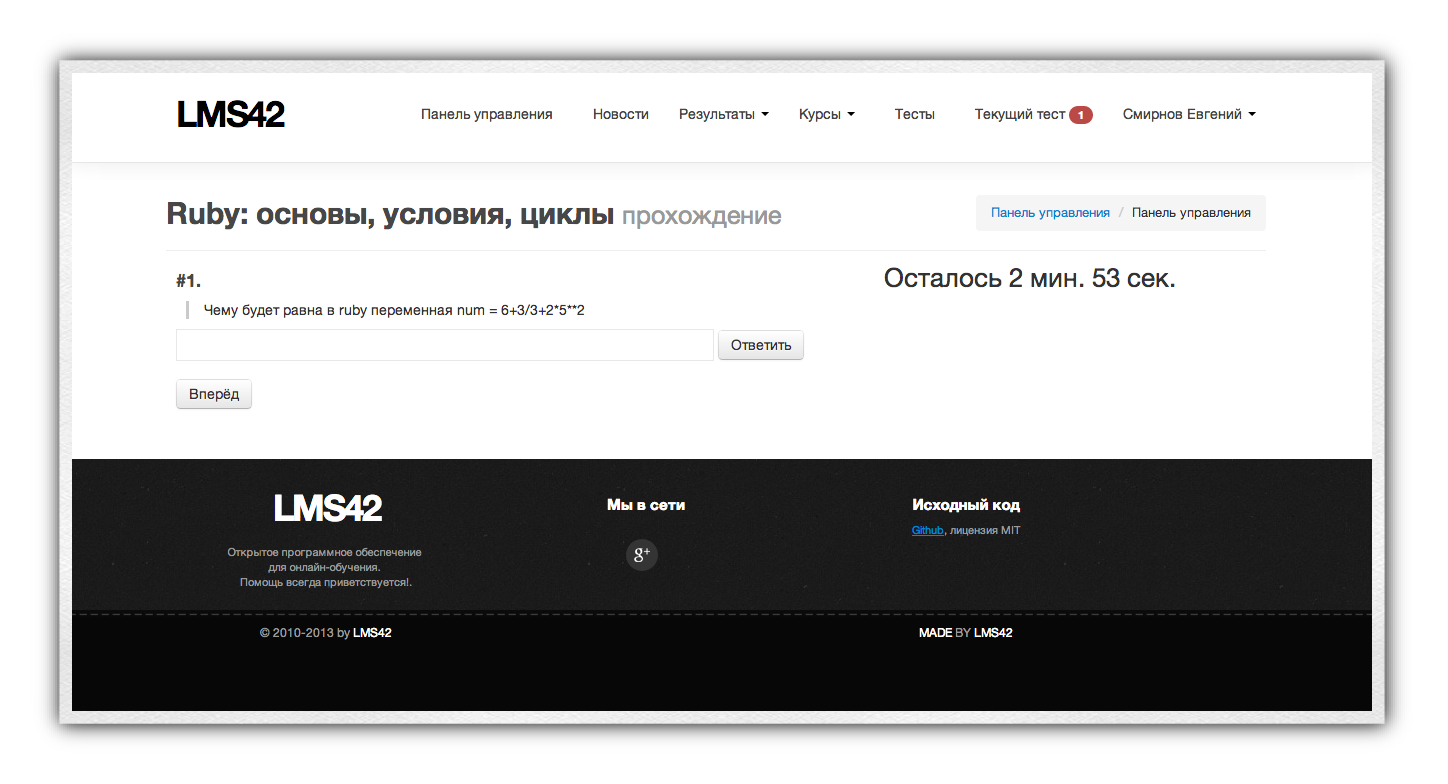 LMS42
Панель управления Новости Результаты Курсы Тесты Текущий тест 1 Смирнов Евгений
Ruby: основы, условия, циклы прохождение
Панель управления / Панель управления
#1.
Осталось 2 мин. 53 сек.
Чему будет равна в ruby переменная num = 6+3/3+2*5**2
Ответить
Вперёд
LMS42
Открытое программное обеспечение
для онлайн-обучения.
Помощь всегда приветствуется!.
Мы в сети
g+
Исходный код
Github, лицензия MIT
© 2010-2013 by LMS42
MADE BY LMS42